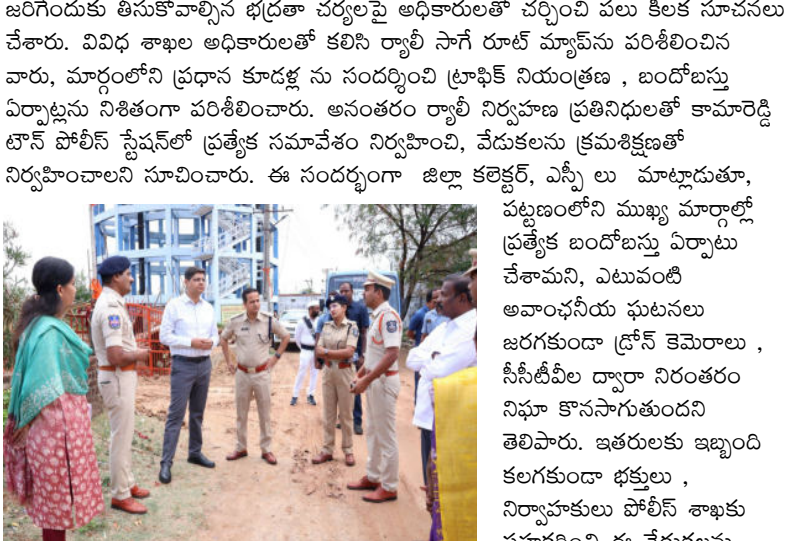 జరిగేందుకు తీసుకోవాల్సిన భద్రతా చర్యలపై అధికారులతో చర్చించి పలు కీలక సూచనలు
చేశారు. వివిధ శాఖల అధికారులతో కలిసి ర్యాలీ సాగే రూట్ మ్యాప్‌ను పరిశీలించిన
వారు, మార్గంలోని ప్రధాన కూడళ్ల ను సందర్శించి ట్రాఫిక్ నియంత్రణ , బందోబస్తు
ఏర్పాట్లను నిశితంగా పరిశీలించారు. అనంతరం ర్యాలీ నిర్వహణ ప్రతినిధులతో కామారెడ్డి
టౌన్ పోలీస్ స్టేషన్‌లో ప్రత్యేక సమావేశం నిర్వహించి, వేడుకలను క్రమశిక్షణతో
నిర్వహించాలని సూచించారు. ఈ సందర్భంగా జిల్లా కలెక్టర్, ఎస్పీ లు మాట్లాడుతూ,
పట్టణంలోని ముఖ్య మార్గాల్లో
ప్రత్యేక బందోబస్తు ఏర్పాటు
చేశామని, ఎటువంటి
అవాంఛనీయ ఘటనలు
జరగకుండా డ్రోన్ కెమెరాలు ,
సీసీటీవీల ద్వారా నిరంతరం
నిఘా కొనసాగుతుందని
తెలిపారు. ఇతరులకు ఇబ్బంది
కలగకుండా భక్తులు ,
నిర్వాహకులు పోలీస్ శాఖకు